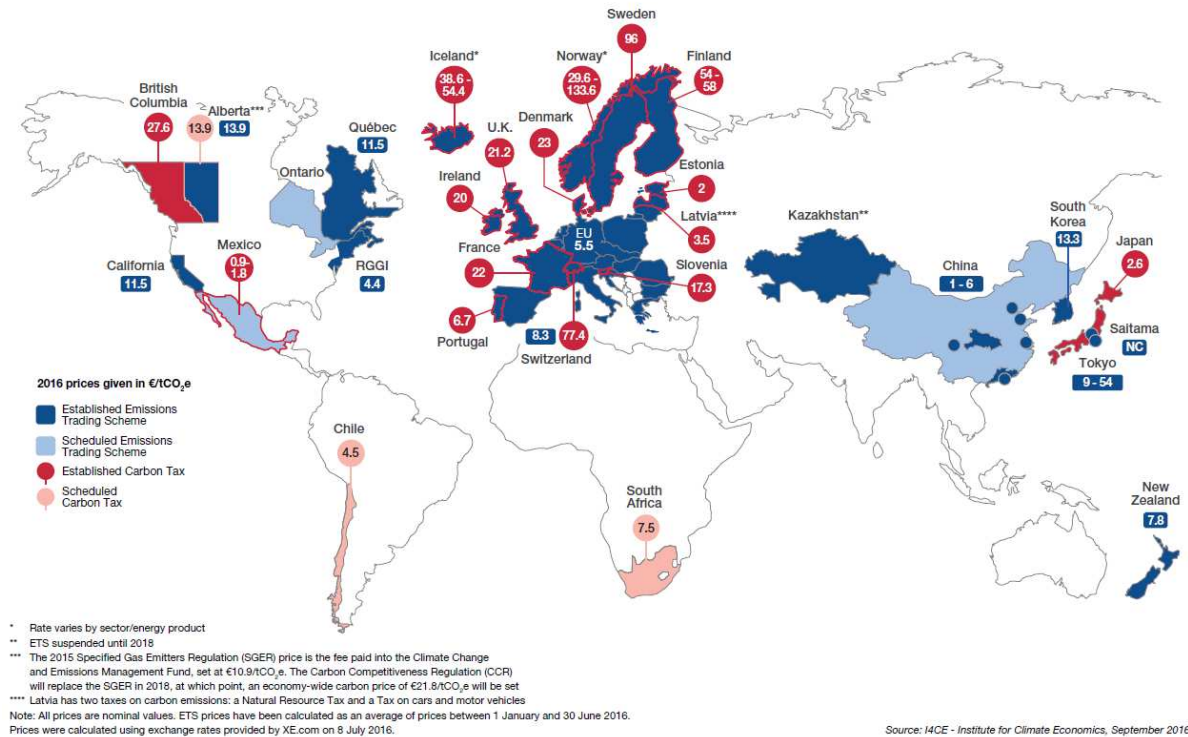 Sweden
96
Iceland*
38.6 -
54.4
Norway*
29.6 -
133.6
Finland
54 -
58
British
Columbia
27.6
Alberta***
13.9
13.9
Québec
11.5
U.K.
21.2
Denmark
23
Ontario
Ireland
20
Estonia
2
Latvia****
3.5
EU
5.5
Kazakhstan**
South
Korea
13.3
Japan
2.6
California
11.5
Mexico
0.9-
1.8
RGGI
4.4
France
22
Slovenia
17.3
China
1 - 6
6.7
Portugal
8.3
77.4
Switzerland
Saitama
NC
Tokyo
9 - 54
2016 prices given in €/tCO₂e
Established Emissions
Trading Scheme
Scheduled Emissions
Trading Scheme
Established Carbon Tax
Scheduled
Carbon Tax
Chile
4.5
South
Africa
7.5
New
Zealand
7.8
* Rate varies by sector/energy product
** ETS suspended until 2018
*** The 2015 Specified Gas Emitters Regulation (SGER) price is the fee paid into the Climate Change
and Emissions Management Fund, set at €10.9/tCO₂e. The Carbon Competitiveness Regulation (CCR)
will replace the SGER in 2018, at which point, an economy-wide carbon price of €21.8/tCO₂e will be set
**** Latvia has two taxes on carbon emissions: a Natural Resource Tax and a Tax on cars and motor vehicles
Note: All prices are nominal values. ETS prices have been calculated as an average of prices between 1 January and 30 June 2016.
Prices were calculated using exchange rates provided by XE.com on 8 July 2016.
Source: I4CE - Institute for Climate Economics, September 2016